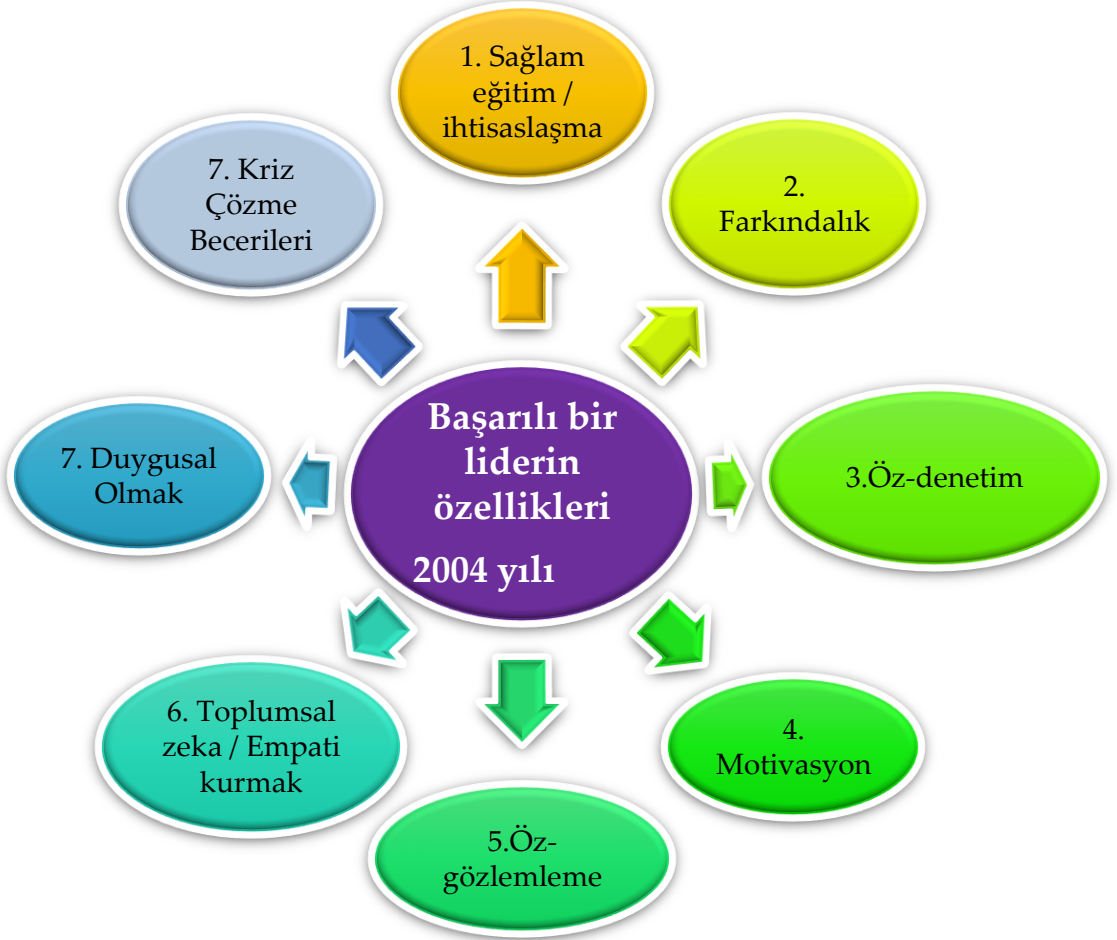 Başarılı bir
liderin
özellikleri
2004 yılı
1. Sağlam
eğitim /
ihtisaslaşma
2.
Farkındalık
3.Öz-denetim
4.
Motivasyon
5.Öz-
gözlemleme
6. Toplumsal
zeka / Empati
kurmak
7. Duygusal
Olmak
7. Kriz
Çözme
Becerileri